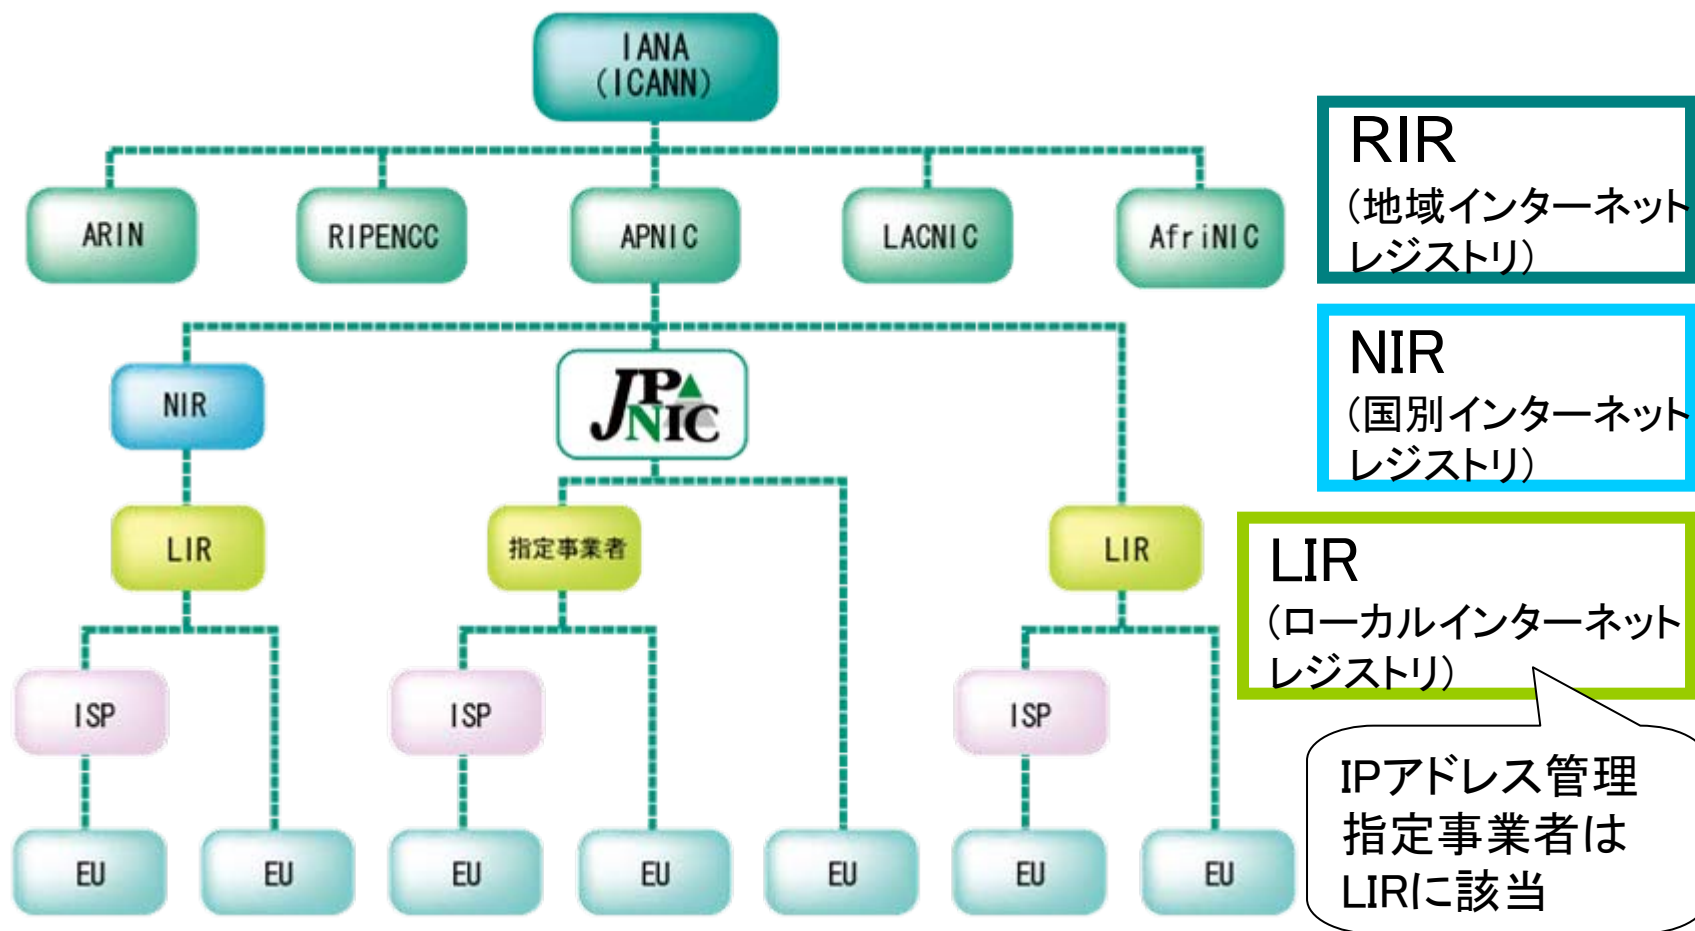 IANA
(ICANN)
ARIN
RIPENCC
APNIC
LACNIC
AfriNIC
RIR
(地域インターネット
レジストリ)
NIR
JPNIC
NIR
(国別インターネット
レジストリ)
LIR
指定事業者
LIR
LIR
(ローカルインターネット
レジストリ)
ISP
ISP
ISP
IPアドレス管理
指定事業者は
LIRに該当
EU
EU
EU
EU
EU
EU
EU